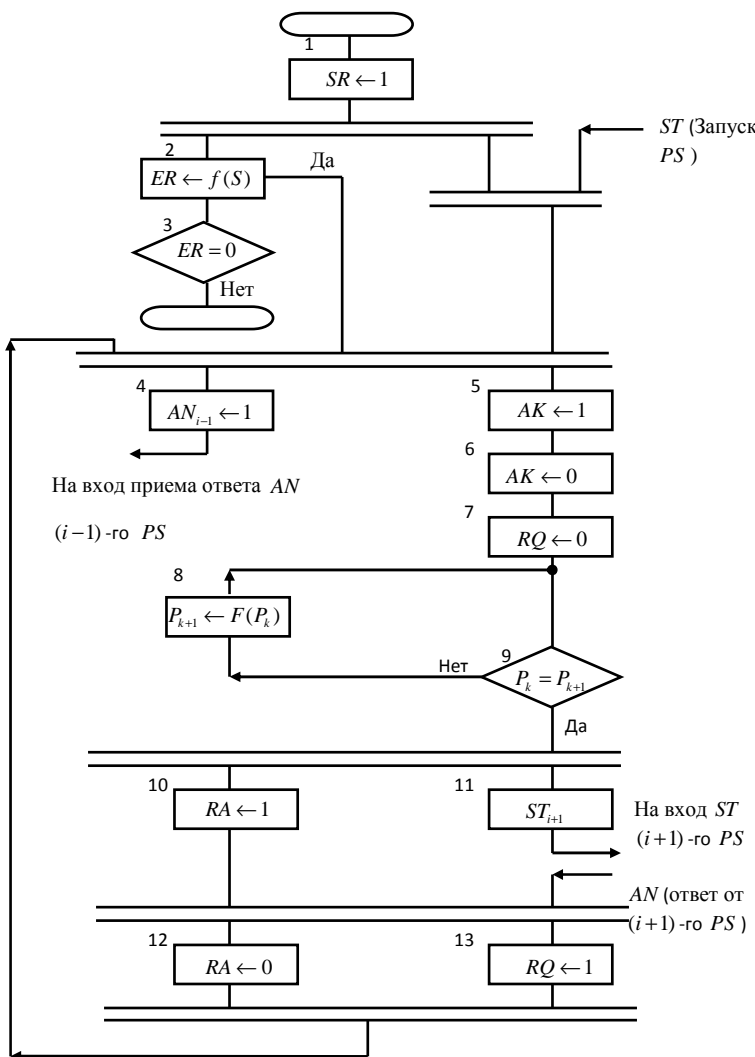 1
SR ← 1
ST (Запуск
PS )
2
ER ← f(S)
Да
3
ER = 0
Нет
4
AN_{i−1} ← 1
5
AK ← 1
6
AK ← 0
На вход приема ответа AN
(i−1) -го PS
7
RQ ← 0
8
P_{k+1} ← F(P_k)
9
Нет
P_k = P_{k+1}
Да
10
RA ← 1
11
ST_{i+1}
На вход ST
(i+1) -го PS
AN (ответ от
(i+1) -го PS )
12
RA ← 0
13
RQ ← 1